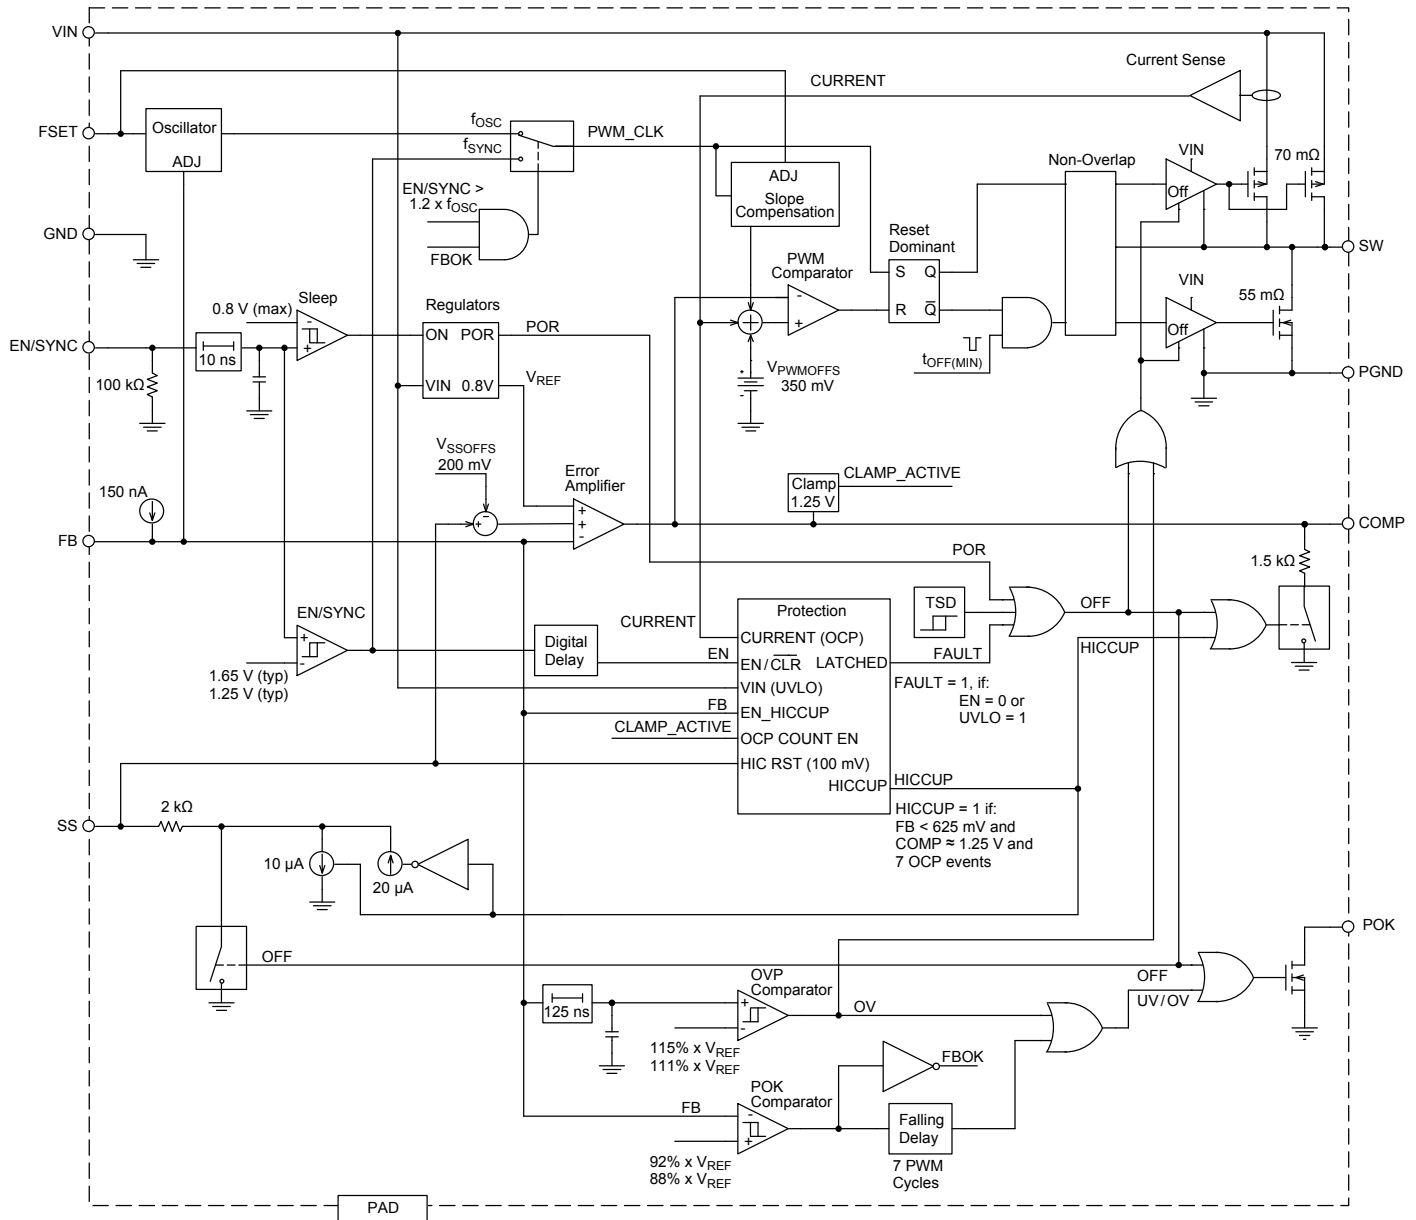 VIN
Current Sense
CURRENT
FSET
Oscillator
ADJ
fOSC
fSYNC
PWM_CLK
EN/SYNC >
1.2 x fOSC
FBOK
ADJ
Slope
Compensation
Non-Overlap
VIN
Off
70 mΩ
GND
SW
Reset
Dominant
S Q
R Q̅
PWM
Comparator
-
+
0.8 V (max)
Sleep
-
+
Regulators
ON POR
VIN 0.8V
POR
VREF
VIN
Off
55 mΩ
EN/SYNC
10 ns
100 kΩ
tOFF(MIN)
VPWMOFFS
350 mV
+
-
PGND
VSSOFFS
200 mV
Error
Amplifier
+
+
-
+
-
Clamp
1.25 V
CLAMP_ACTIVE
150 nA
FB
COMP
1.5 kΩ
POR
TSD
OFF
EN/SYNC
+
-
1.65 V (typ)
1.25 V (typ)
Digital
Delay
CURRENT
EN
FB
CLAMP_ACTIVE
Protection
CURRENT (OCP)
EN/C̅L̅R̅ LATCHED
VIN (UVLO)
EN_HICCUP
OCP COUNT EN
HIC RST (100 mV)
HICCUP
FAULT
FAULT = 1, if:
EN = 0 or
UVLO = 1
HICCUP
HICCUP
HICCUP = 1 if:
FB < 625 mV and
COMP ≈ 1.25 V and
7 OCP events
SS
2 kΩ
10 µA
20 µA
OFF
POK
OFF
UV/OV
125 ns
OVP
Comparator
+
-
OV
115% x VREF
111% x VREF
FBOK
POK
Comparator
FB
-
+
92% x VREF
88% x VREF
Falling
Delay
7 PWM
Cycles
PAD